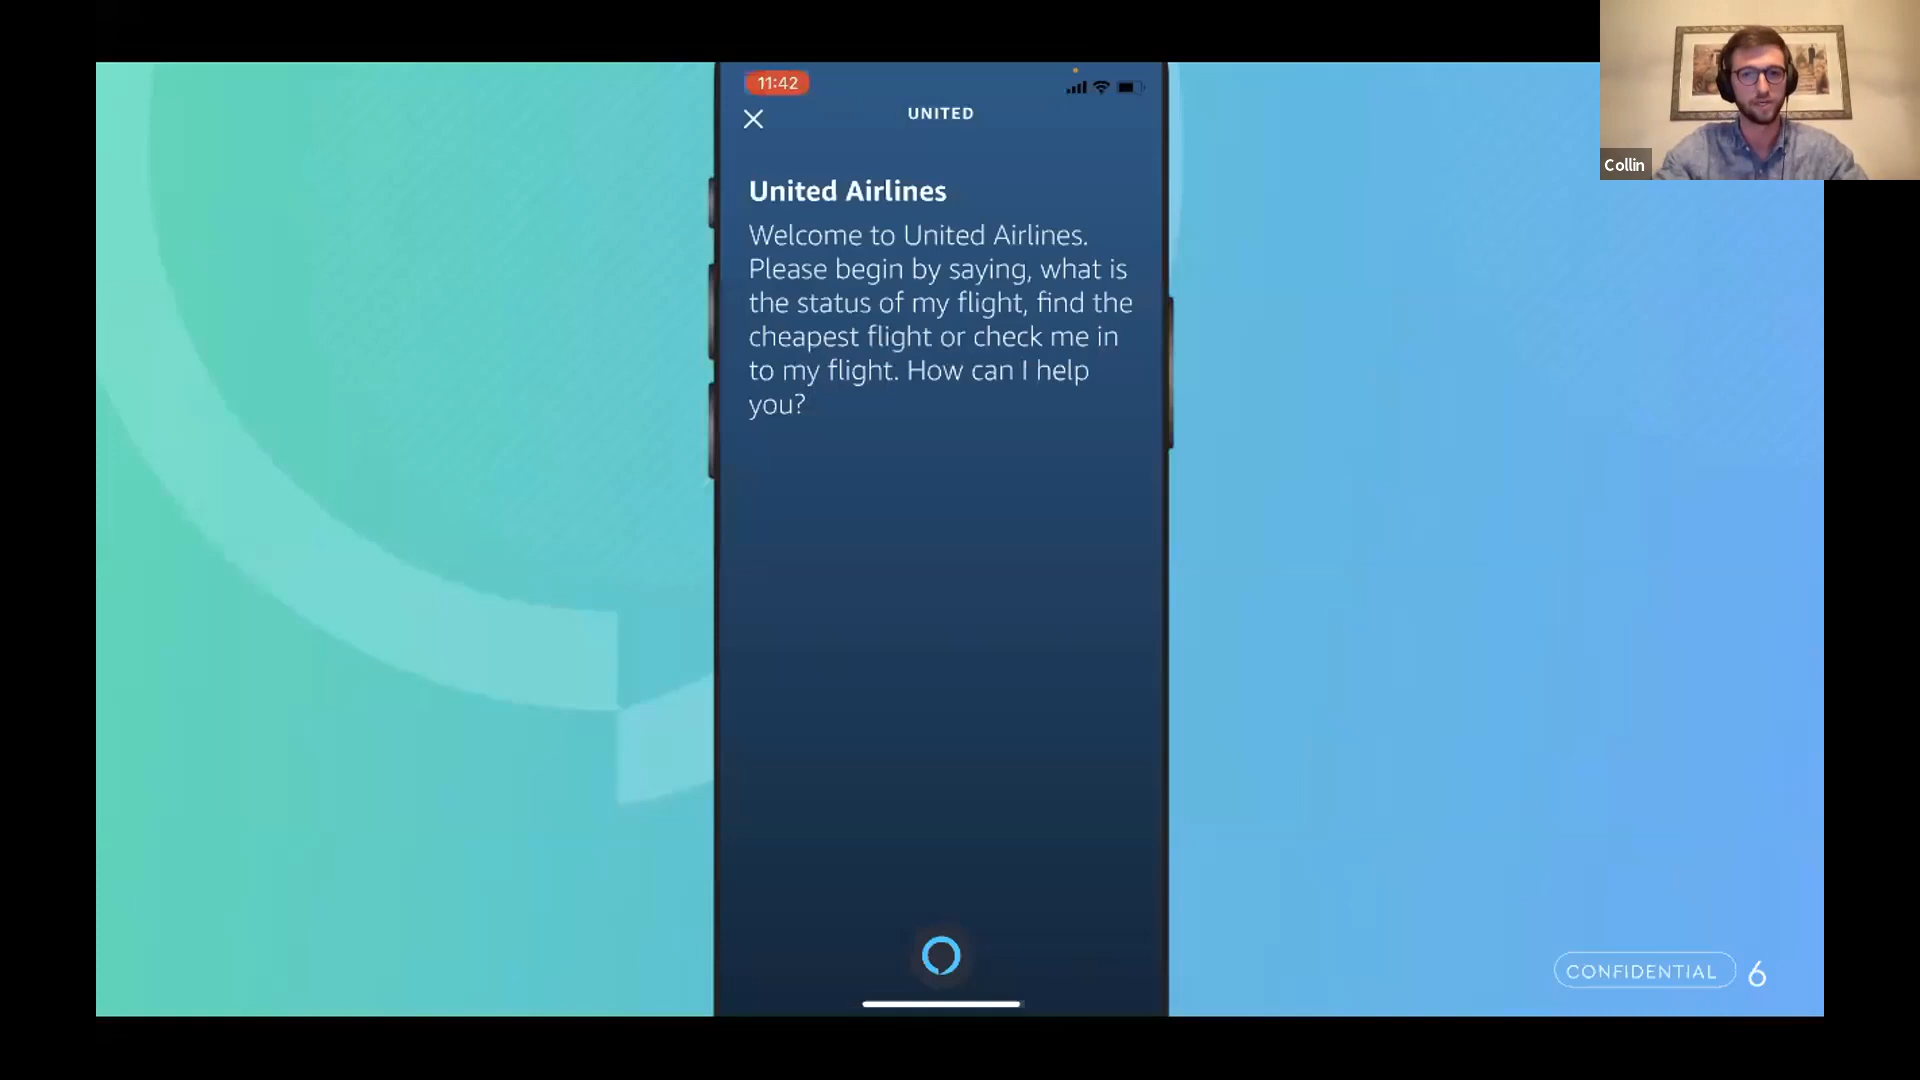 11:42
UNITED
United Airlines
Welcome to United Airlines.
Please begin by saying, what is
the status of my flight, find the
cheapest flight or check me in
to my flight. How can I help
you?
Collin
CONFIDENTIAL 6